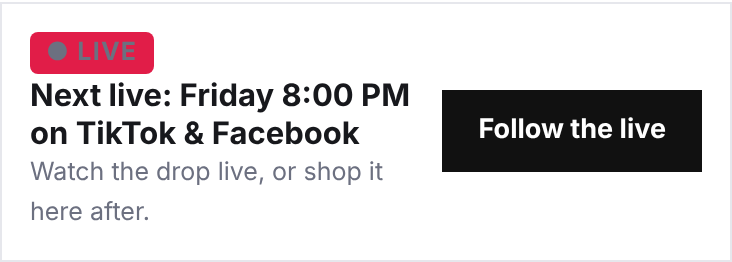 ● LIVE
Next live: Friday 8:00 PM
on TikTok & Facebook
Watch the drop live, or shop it
here after.
Follow the live